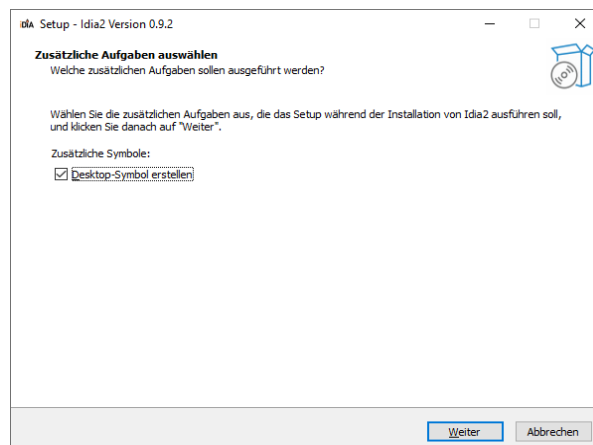 iDiA Setup - Idia2 Version 0.9.2
Zusätzliche Aufgaben auswählen
Welche zusätzlichen Aufgaben sollen ausgeführt werden?
Wählen Sie die zusätzlichen Aufgaben aus, die das Setup während der Installation von Idia2 ausführen soll,
und klicken Sie danach auf "Weiter".
Zusätzliche Symbole:
Desktop-Symbol erstellen
Weiter Abbrechen